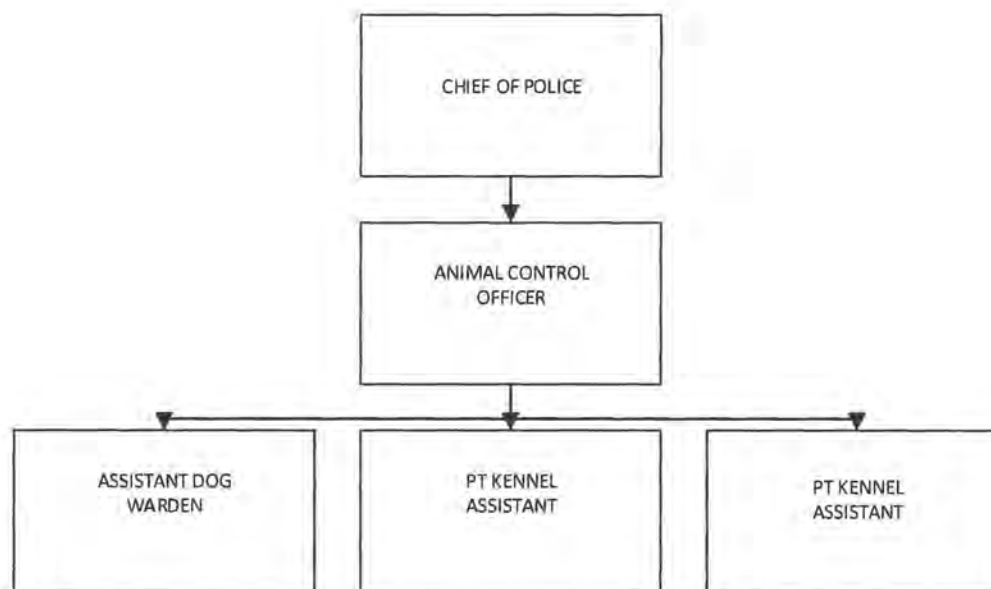 CHIEF OF POLICE
ANIMAL CONTROL
OFFICER
ASSISTANT DOG
WARDEN
PT KENNEL
ASSISTANT
PT KENNEL
ASSISTANT